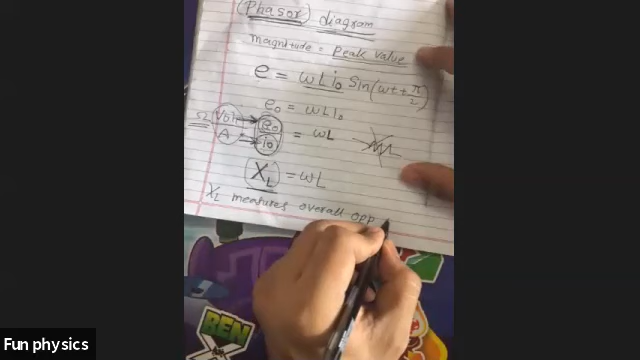 (Phasor) diagram
Magnitude = Peak value
e = ωLi₀ Sin(ωt + π/2)
e₀ = ωLi₀
Ω Volt → e₀ / A → i₀ = ωL
X_L = ωL
X_L measures overall opp
BEN
Fun physics